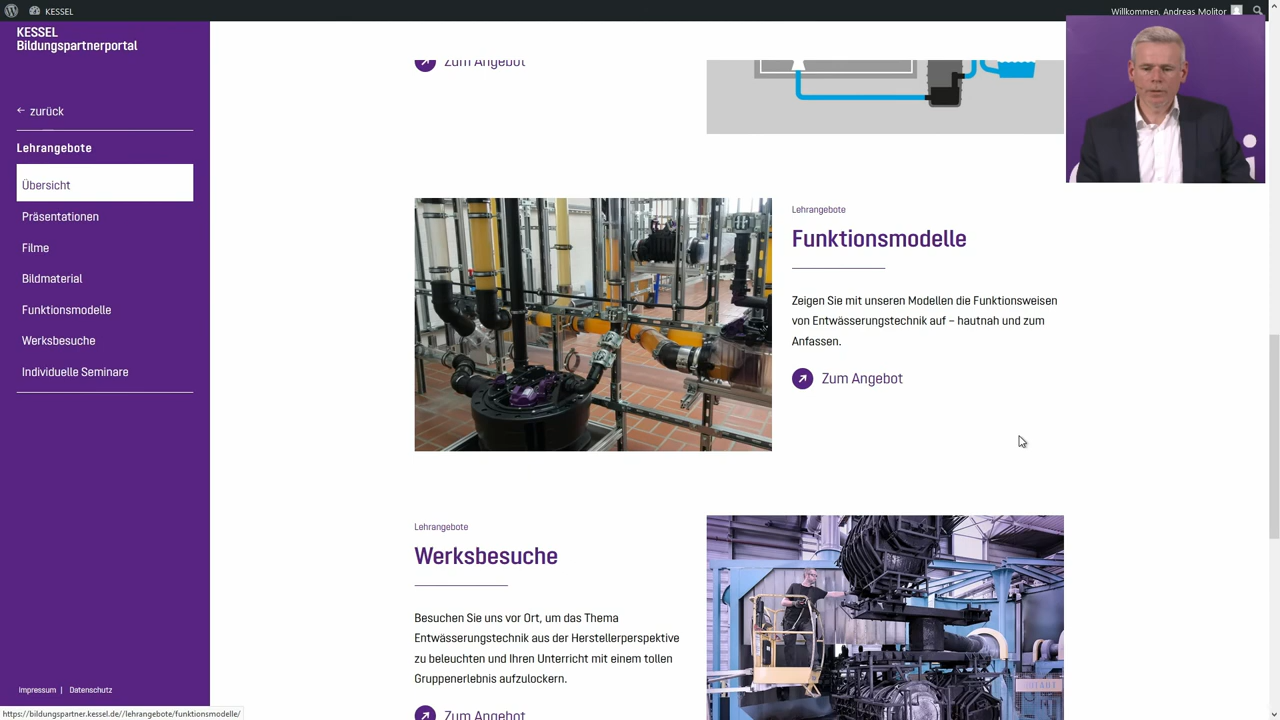 KESSEL
Willkommen, Andreas Molitor
KESSEL
Bildungspartnerportal
← zurück
Lehrangebote
Übersicht
Präsentationen
Filme
Bildmaterial
Funktionsmodelle
Werksbesuche
Individuelle Seminare
Impressum | Datenschutz
https://bildungspartner.kessel.de//lehrangebote/funktionsmodelle/
Zum Angebot
Lehrangebote
Funktionsmodelle
Zeigen Sie mit unseren Modellen die Funktionsweisen
von Entwässerungstechnik auf – hautnah und zum
Anfassen.
Zum Angebot
Lehrangebote
Werksbesuche
Besuchen Sie uns vor Ort, um das Thema
Entwässerungstechnik aus der Herstellerperspektive
zu beleuchten und Ihren Unterricht mit einem tollen
Gruppenerlebnis aufzulockern.
Zum Angebot